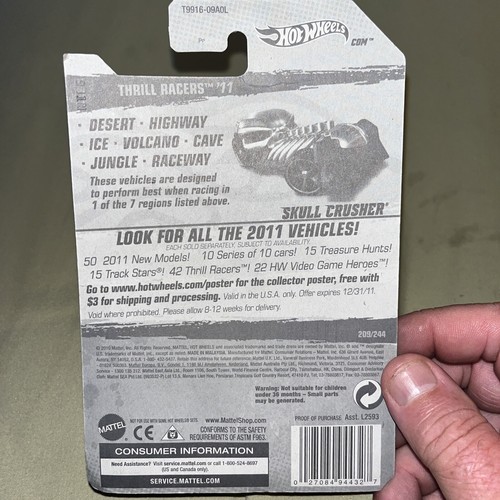 T9916-09A0L
Hot Wheels
.COM™
THRILL RACERS™ '11
• DESERT • HIGHWAY
• ICE • VOLCANO • CAVE
• JUNGLE • RACEWAY
These vehicles are designed
to perform best when racing in
1 of the 7 regions listed above.
SKULL CRUSHER™
LOOK FOR ALL THE 2011 VEHICLES!
EACH SOLD SEPARATELY, SUBJECT TO AVAILABILITY.
50 2011 New Models! 10 Series of 10 cars! 15 Treasure Hunts!
15 Track Stars®! 42 Thrill Racers™! 22 HW Video Game Heroes™!
Go to www.hotwheels.com/poster for the collector poster, free with
$3 for shipping and processing. Valid in the U.S.A. only. Offer expires 12/31/11.
Void where prohibited. Please allow 8-12 weeks for delivery.
209/244
Warning: Not suitable for children
under 36 months – Small parts
may be generated.
PROOF OF PURCHASE Asst. L2593
MATTEL
www.MattelShop.com
CE
CONFORMS TO THE SAFETY
REQUIREMENTS OF ASTM F963.
CONSUMER INFORMATION
Need Assistance? Visit service.mattel.com or call 1-800-524-8697
(US and Canada only).
SERVICE.MATTEL.COM
0 27084 94432 7